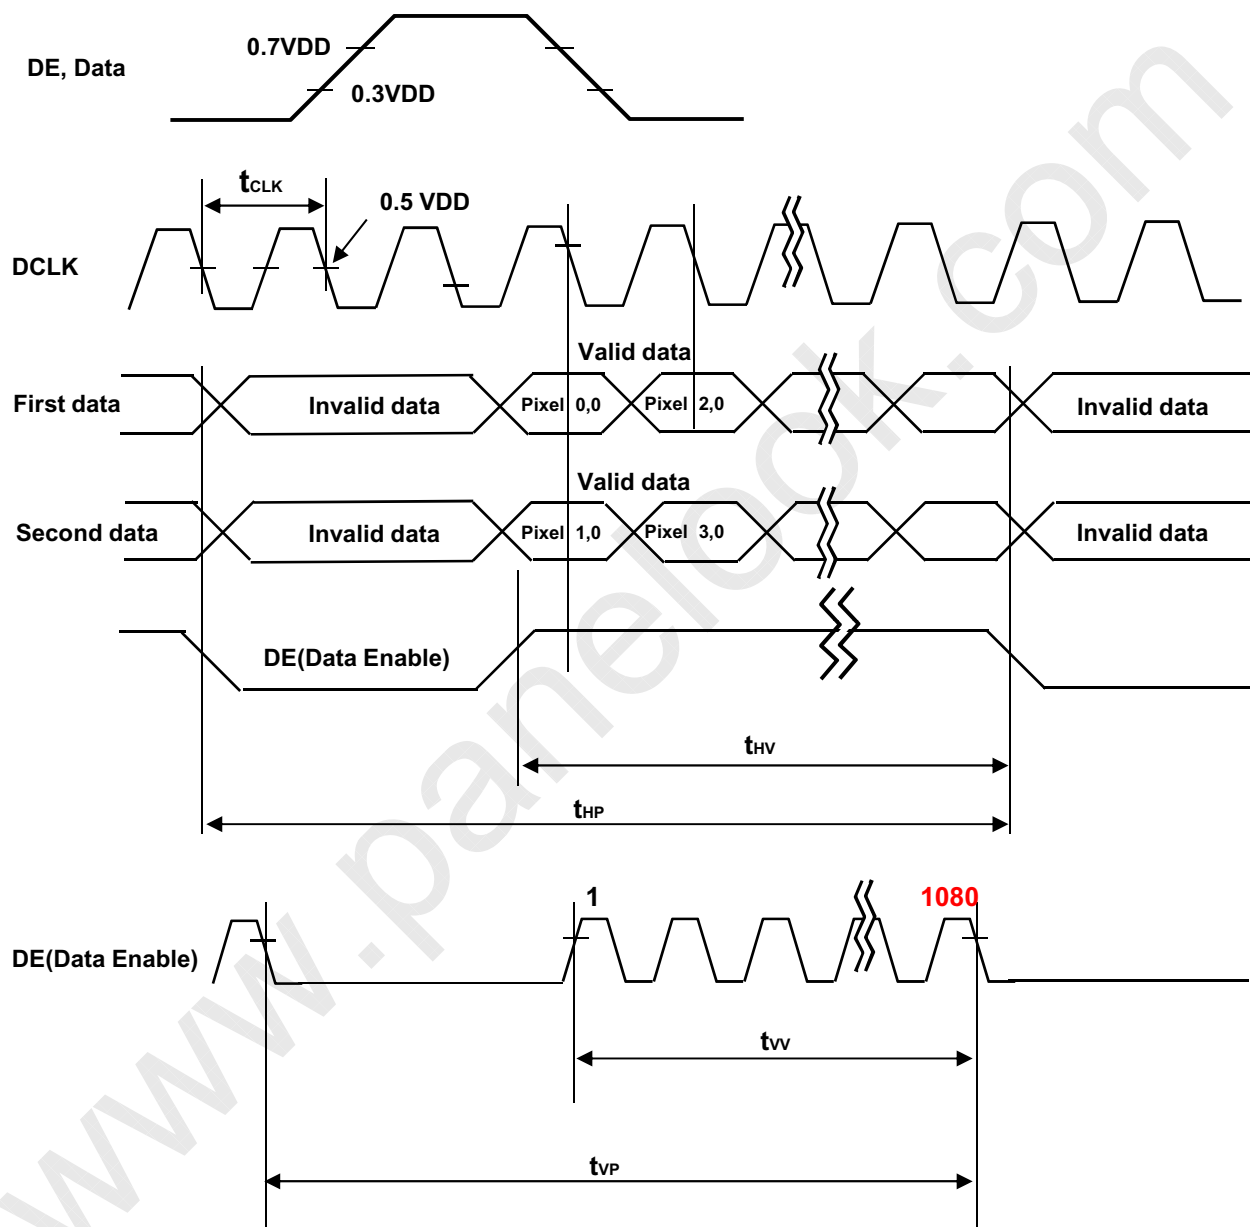 0.7VDD
DE, Data
0.3VDD
tCLK
0.5 VDD
DCLK
Valid data
First data
Invalid data
Pixel 0,0
Pixel 2,0
Invalid data
Valid data
Second data
Invalid data
Pixel 1,0
Pixel 3,0
Invalid data
DE(Data Enable)
tHV
tHP
1
1080
DE(Data Enable)
tVV
tVP
www.panelook.com